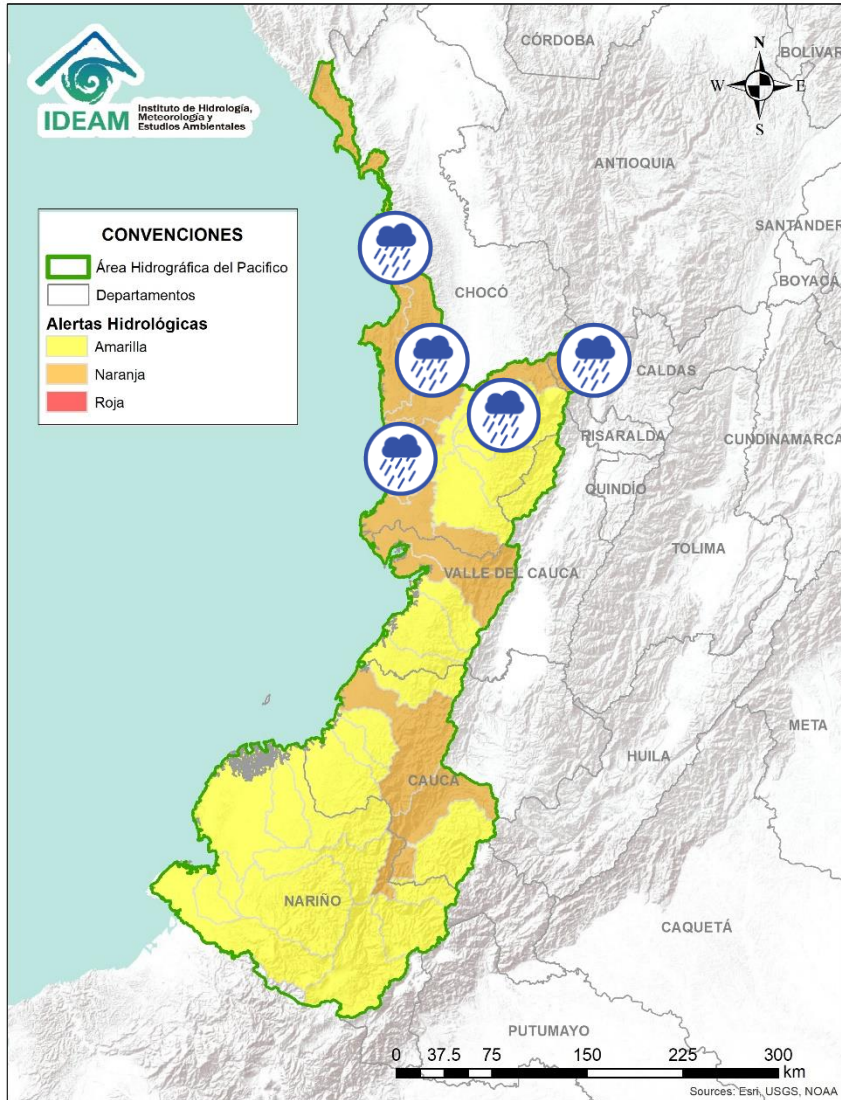 IDEAM
Instituto de Hidrología,
Meteorología y
Estudios Ambientales
CÓRDOBA
BOLÍVAR
N
W
E
S
ANTIOQUIA
SANTANDER
BOYACÁ
CONVENCIONES
Área Hidrográfica del Pacifico
Departamentos
Alertas Hidrológicas
Amarilla
Naranja
Roja
CHOCÓ
CALDAS
RISARALDA
CUNDINAMARCA
QUINDÍO
TOLIMA
VALLE DEL CAUCA
META
HUILA
CAUCA
NARIÑO
CAQUETÁ
PUTUMAYO
0 37.5 75 150 225 300
km
Sources: Esri, USGS, NOAA